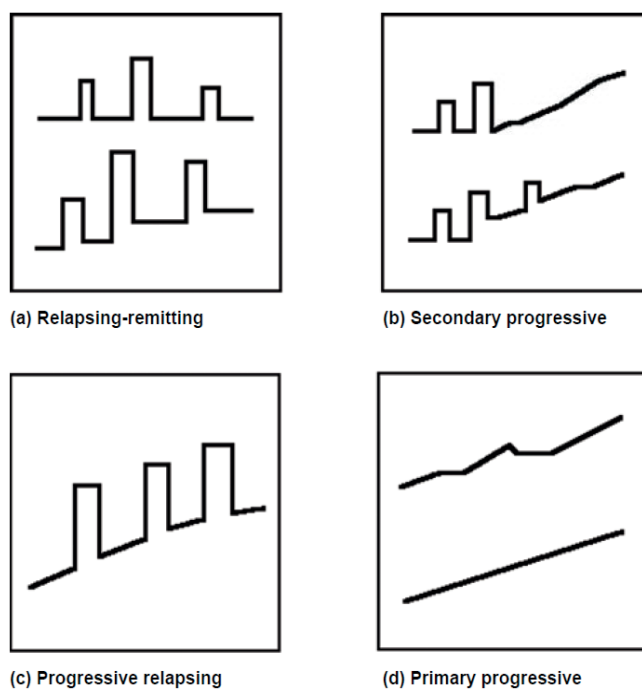 (a) Relapsing-remitting
(b) Secondary progressive
(c) Progressive relapsing
(d) Primary progressive